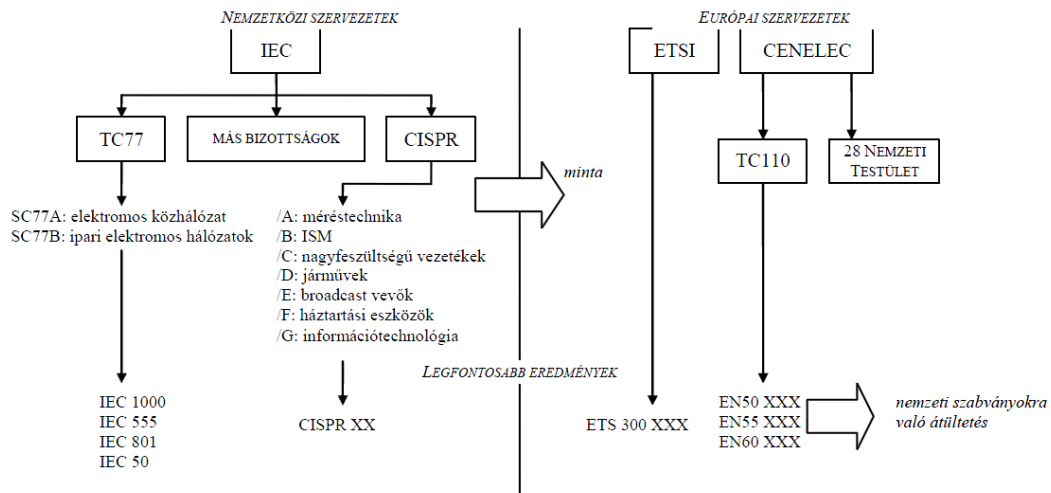 NEMZETKÖZI SZERVEZETEK
IEC
TC77
MÁS BIZOTTSÁGOK
CISPR
SC77A: elektromos közhálózat
SC77B: ipari elektromos hálózatok
/A: méréstechnika
/B: ISM
/C: nagyfeszültségű vezetékek
/D: járművek
/E: broadcast vevők
/F: háztartási eszközök
/G: információtechnológia
minta
EURÓPAI SZERVEZETEK
ETSI
CENELEC
TC110
28 NEMZETI
TESTÜLET
LEGFONTOSABB EREDMÉNYEK
IEC 1000
IEC 555
IEC 801
IEC 50
CISPR XX
ETS 300 XXX
EN50 XXX
EN55 XXX
EN60 XXX
nemzeti szabványokra
való átültetés